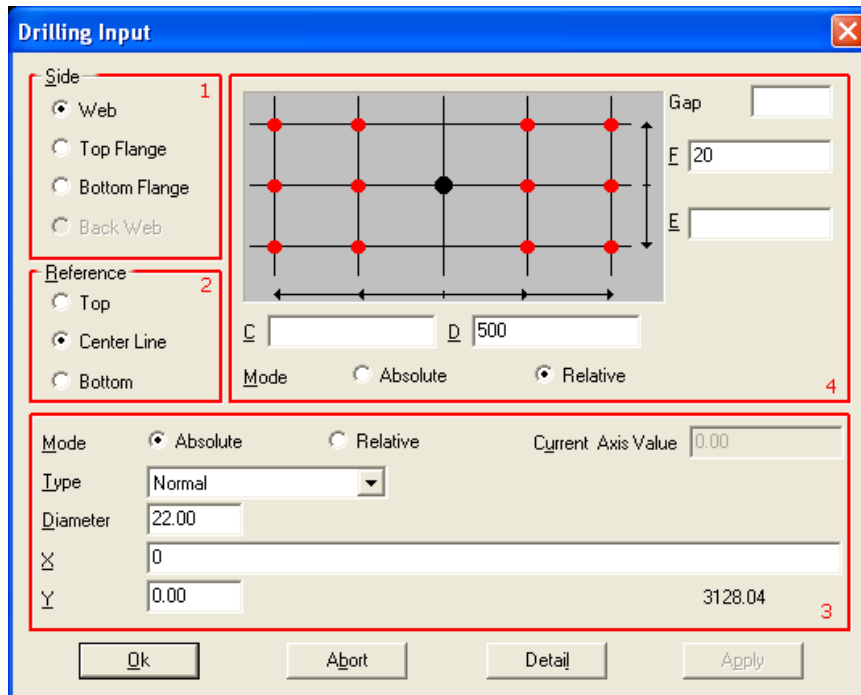 Drilling Input
Side
1
Web
Top Flange
Bottom Flange
Back Web
Reference
2
Top
Center Line
Bottom
Gap
F 20
E
C
D 500
Mode Absolute Relative
4
Mode Absolute Relative Current Axis Value 0.00
Type Normal
Diameter 22.00
X 0
Y 0.00 3128.04
3
Ok Abort Detail Apply